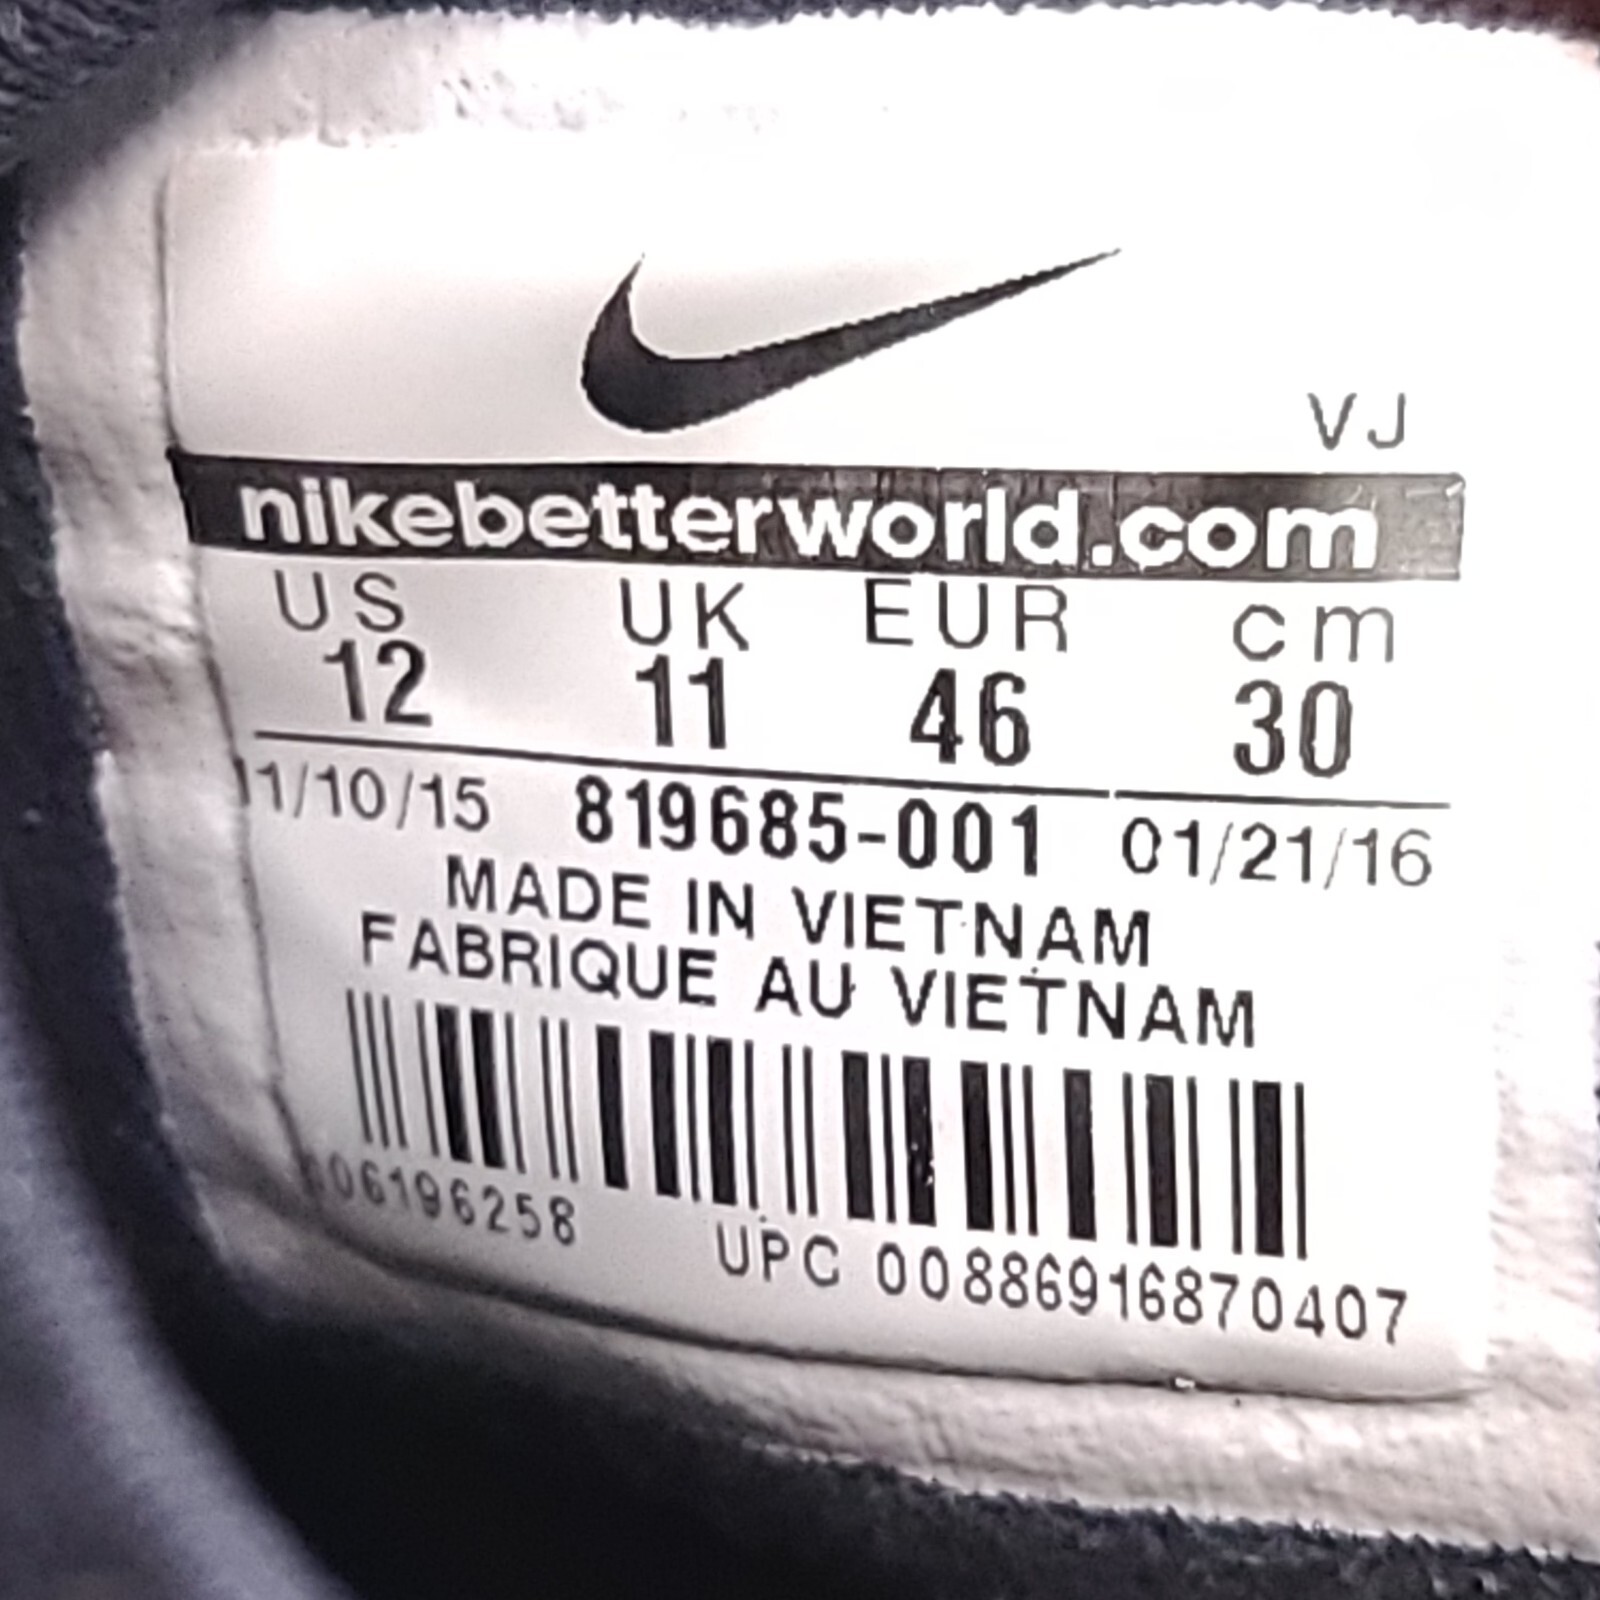 VJ
nikebetterworld.com
US UK EUR cm
12 11 46 30
11/10/15 819685-001 01/21/16
MADE IN VIETNAM
FABRIQUE AU VIETNAM
06196258 UPC 00886916870407